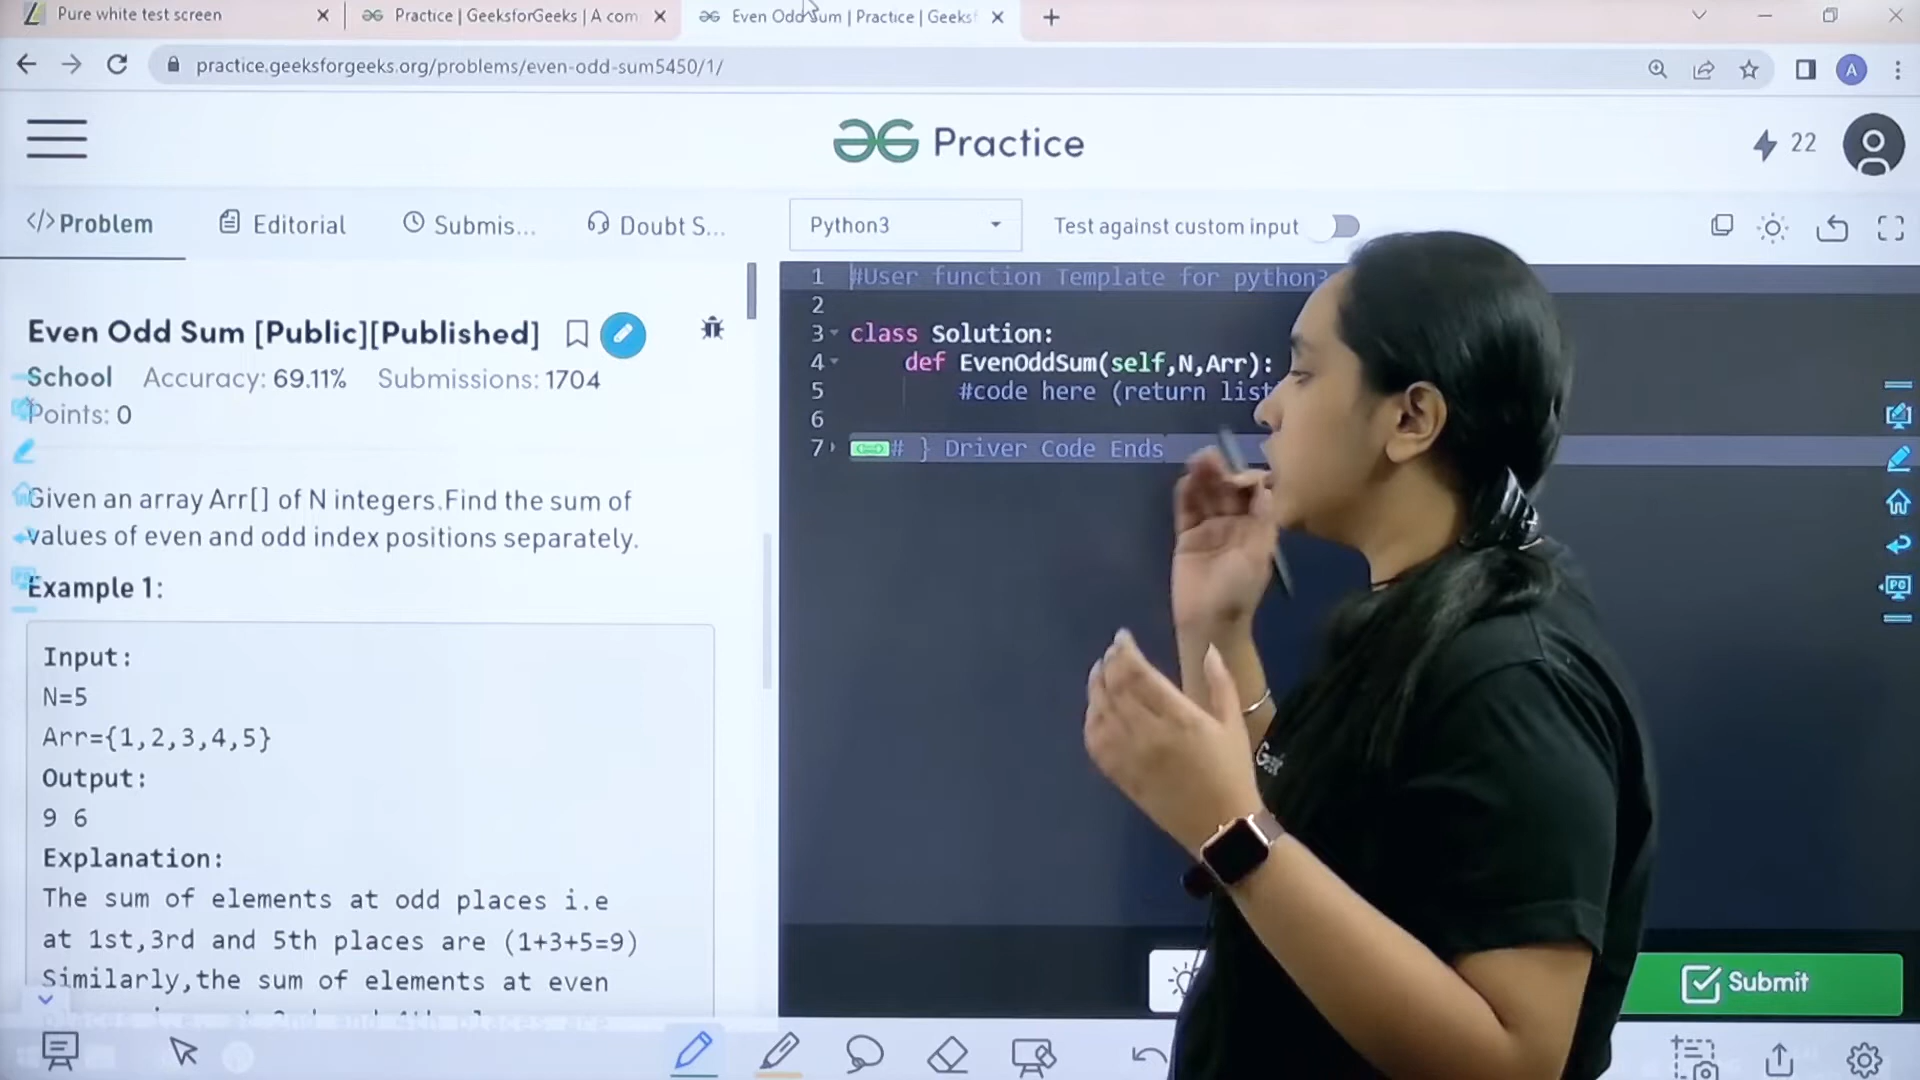 Pure white test screen
Practice | GeeksforGeeks | A com
Even Odd Sum | Practice | Geeks
practice.geeksforgeeks.org/problems/even-odd-sum5450/1/
A
Practice
22
</> Problem
Editorial
Submis...
Doubt S...
Python3
Test against custom input
Even Odd Sum [Public][Published]
School Accuracy: 69.11% Submissions: 1704
Points: 0
Given an array Arr[] of N integers.Find the sum of
values of even and odd index positions separately.
Example 1:
Input:
N=5
Arr={1,2,3,4,5}
Output:
9 6
Explanation:
The sum of elements at odd places i.e
at 1st,3rd and 5th places are (1+3+5=9)
Similarly,the sum of elements at even
1 #User function Template for python3
2
3 class Solution:
4 def EvenOddSum(self,N,Arr):
5 #code here (return list
6
7 # } Driver Code Ends
Geek
PC
Submit